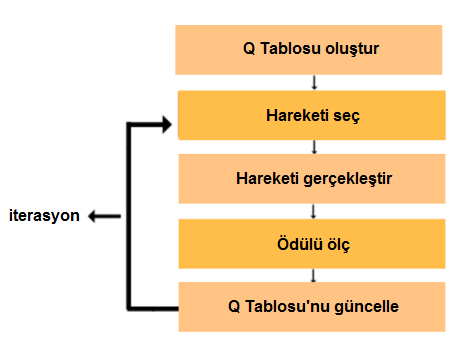 Q Tablosu oluştur
Hareketi seç
Hareketi gerçekleştir
iterasyon
Ödülü ölç
Q Tablosu'nu güncelle